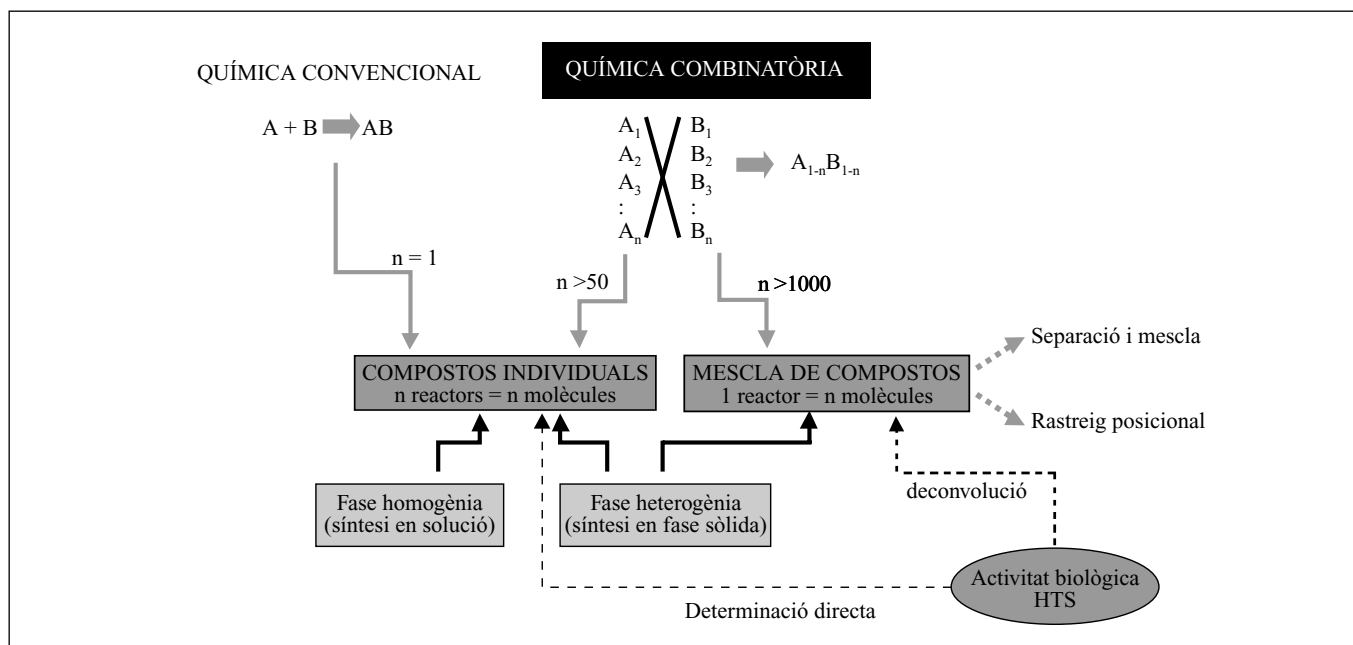 QUÍMICA CONVENCIONAL
QUÍMICA COMBINATÒRIA
A + B AB
A1 B1
A2 B2
A3 B3
: :
An Bn
A1-nB1-n
n = 1
n >50
n >1000
COMPOSTOS INDIVIDUALS
n reactors = n molècules
MESCLA DE COMPOSTOS
1 reactor = n molècules
Separació i mescla
Rastreig posicional
Fase homogènia
(síntesi en solució)
Fase heterogènia
(síntesi en fase sòlida)
deconvolució
Activitat biològica
HTS
Determinació directa